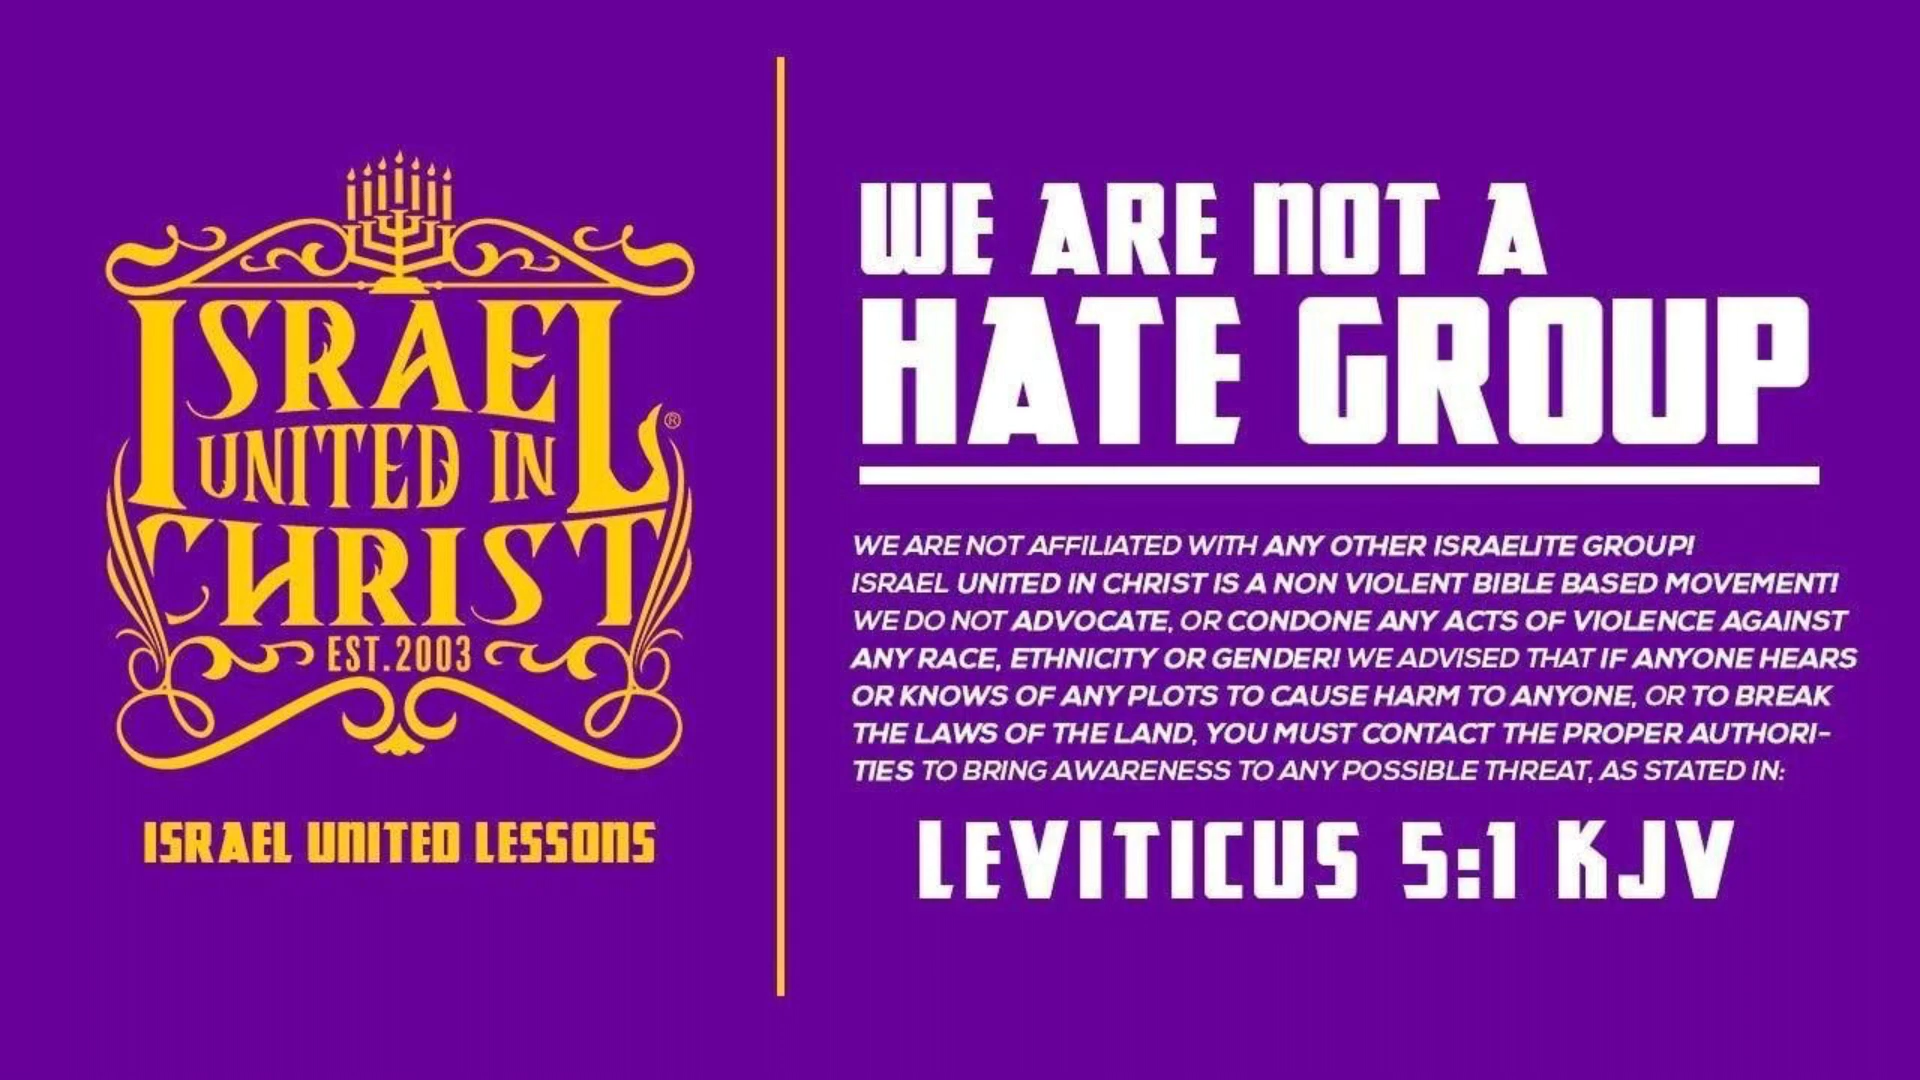 ISRAEL
UNITED IN
CHRIST
®
EST.2003
ISRAEL UNITED LESSONS
WE ARE NOT A
HATE GROUP
WE ARE NOT AFFILIATED WITH ANY OTHER ISRAELITE GROUP!
ISRAEL UNITED IN CHRIST IS A NON VIOLENT BIBLE BASED MOVEMENT!
WE DO NOT ADVOCATE, OR CONDONE ANY ACTS OF VIOLENCE AGAINST
ANY RACE, ETHNICITY OR GENDER! WE ADVISED THAT IF ANYONE HEARS
OR KNOWS OF ANY PLOTS TO CAUSE HARM TO ANYONE, OR TO BREAK
THE LAWS OF THE LAND, YOU MUST CONTACT THE PROPER AUTHORI-
TIES TO BRING AWARENESS TO ANY POSSIBLE THREAT, AS STATED IN:
LEVITICUS 5:1 KJV